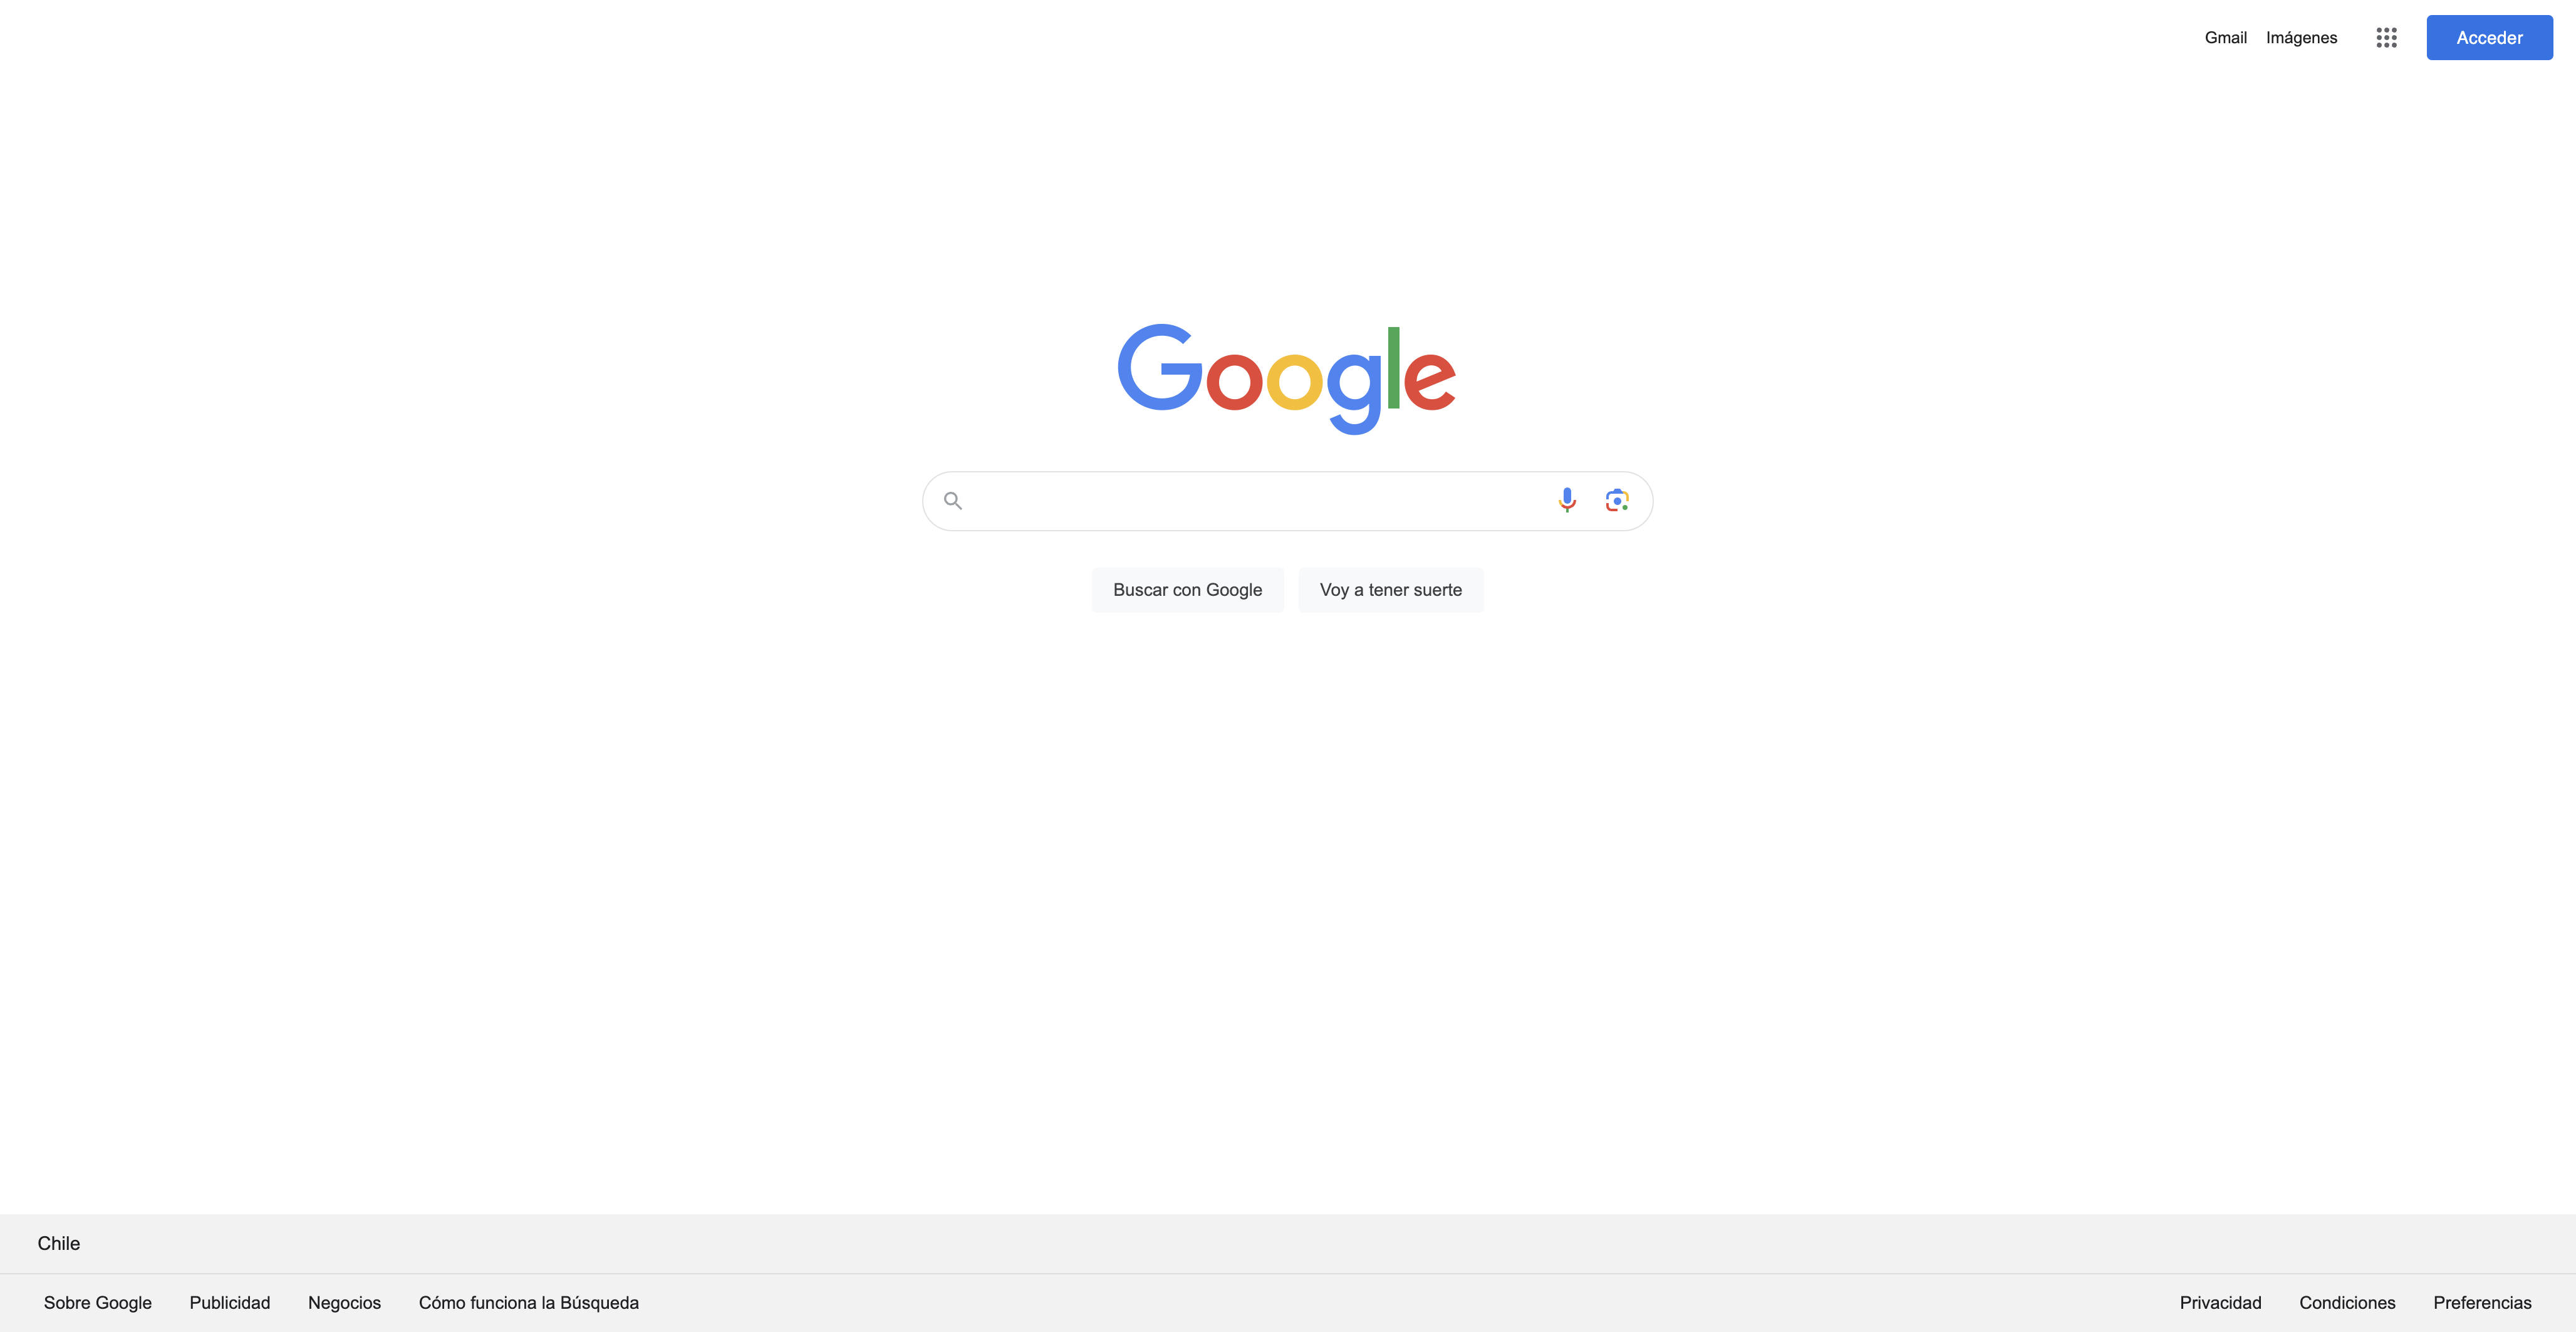 Gmail Imágenes Acceder
Google
Buscar con Google Voy a tener suerte
Chile
Sobre Google Publicidad Negocios Cómo funciona la Búsqueda Privacidad Condiciones Preferencias